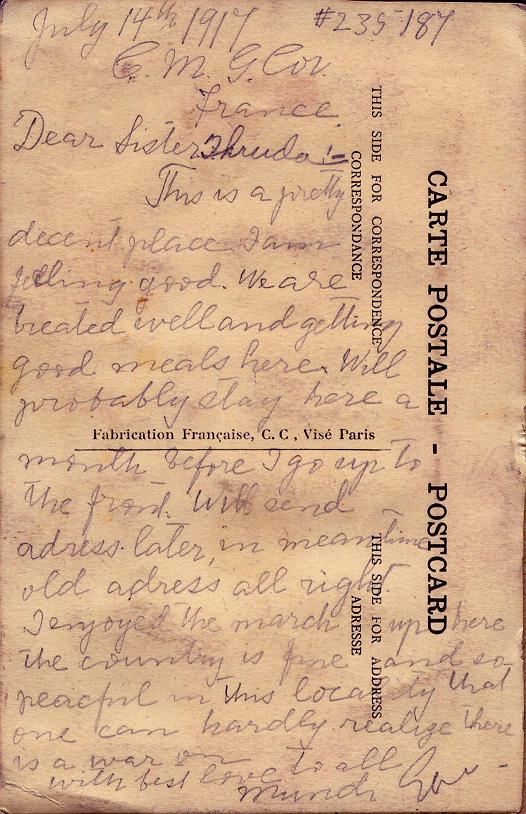 July 14th 1917 #235187
C. M. G. Cor.
France.
Dear Sister
This is a pretty
decent place. I am
feeling good. We are
treated well and getting
good meals here. Will
probably stay here a
month before I go up to
the front. Will send
adress later, in meantime
old adress all right.
I enjoyed the march up here
the country is fine and so
peacful in this locality that
one can hardly realize there
is a war on
with best love to all
THIS SIDE FOR CORRESPONDENCE
CORRESPONDANCE
CARTE POSTALE - POSTCARD
Fabrication Française, C. C, Visé Paris
THIS SIDE FOR ADDRESS
ADRESSE